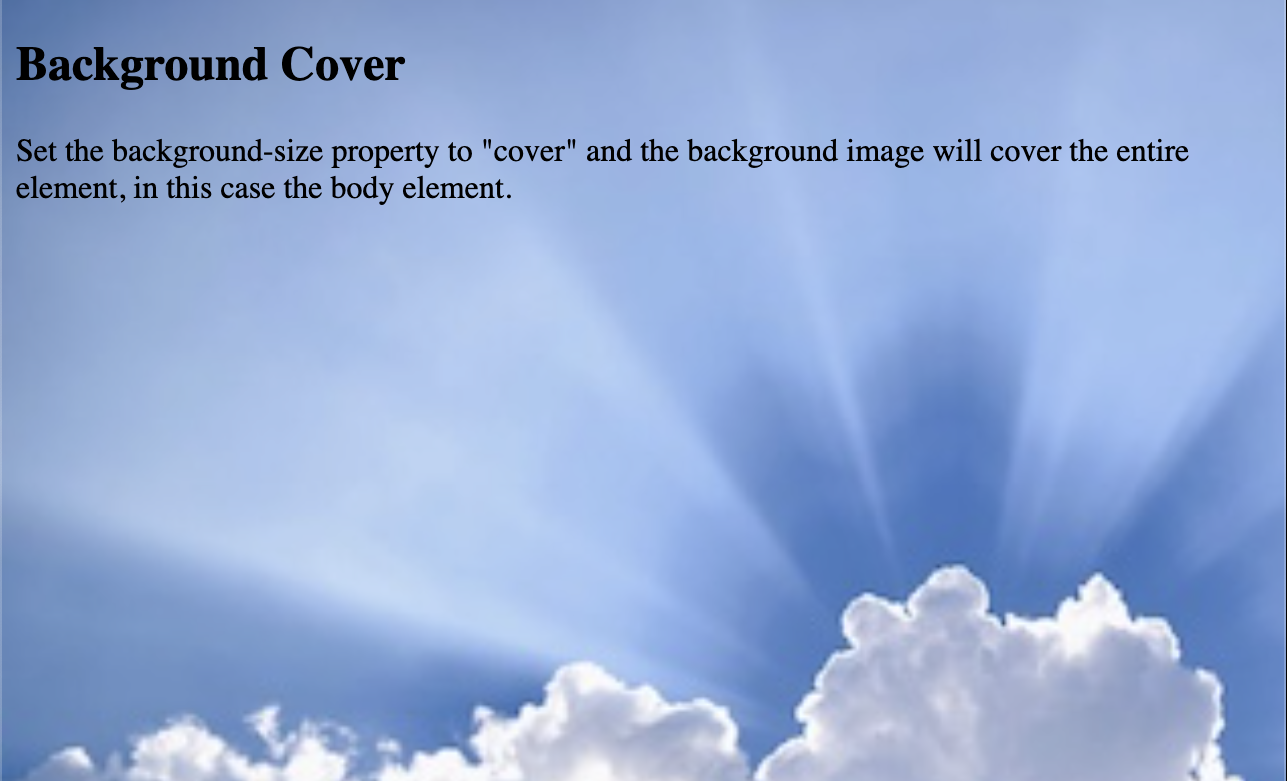 Background Cover
Set the background-size property to "cover" and the background image will cover the entire
element, in this case the body element.